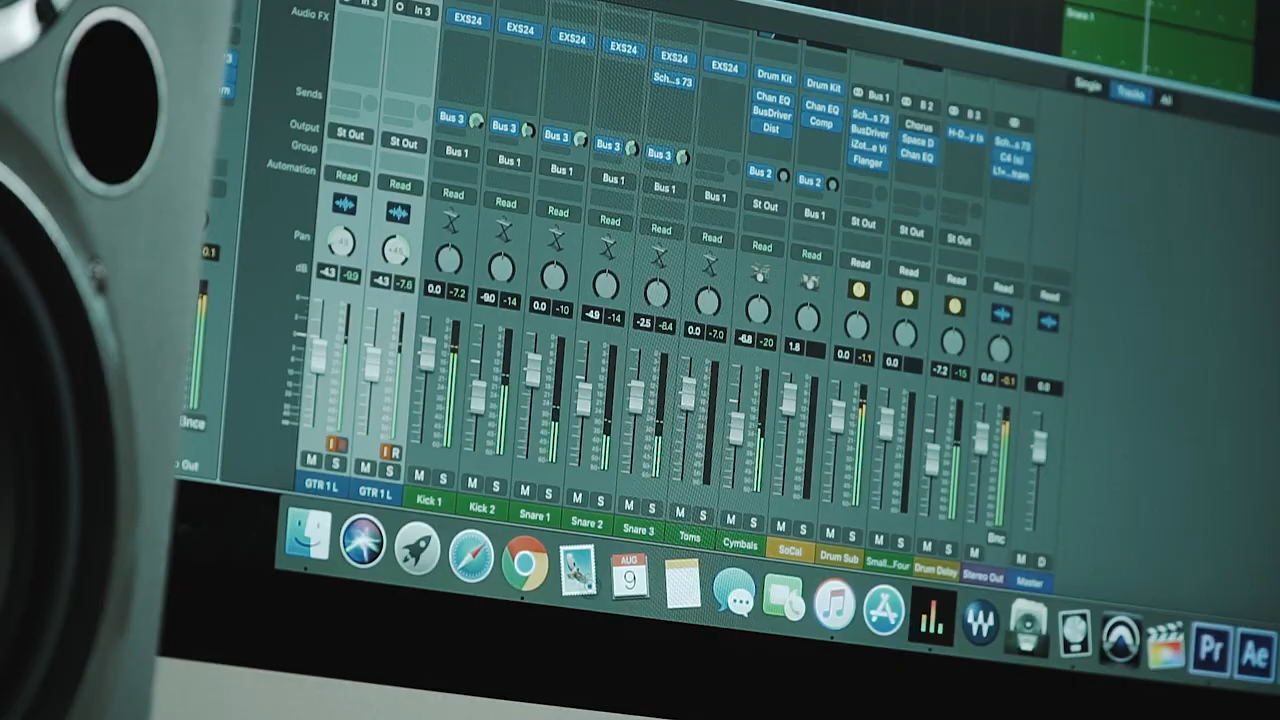 In 3 In 3
Audio FX EXS24 EXS24 EXS24 EXS24 EXS24 EXS24 Drum Kit Drum Kit Bus 1 B 2 B 3
Sch...s 73 Chan EQ Chan EQ Sch...s 73 Chorus H-D...y (s) Sch...s 73
BusDriver Comp BusDriver Space D
Dist iZot...e Vi Chan EQ
Flanger
Single Tracks All
Sends Bus 3 Bus 3 Bus 3 Bus 3 Bus 3 Bus 2 Bus 2
Output St Out St Out Bus 1 Bus 1 Bus 1 Bus 1 Bus 1 Bus 1 St Out Bus 1 St Out St Out St Out
Group
Automation Read Read Read Read Read Read Read Read Read Read Read Read Read Read Read
Pan
dB -4.3 -9.9 -4.3 -7.6 0.0 -7.2 -9.0 -14 0.0 -10 -4.9 -14 -2.5 -8.4 0.0 -7.0 -6.8 -20 1.8 0.0 -1.1 0.0 -7.2 -15 0.0 -0.1 0.0
I I R
M S M S M S M S M S M S M S M S M S M S M S M S M S M M D
Bnc
GTR 1 L GTR 1 L Kick 1 Kick 2 Snare 1 Snare 2 Snare 3 Toms Cymbals SoCal Drum Sub Small...Four Drum Delay Stereo Out Master
AUG
9
Pr Ae